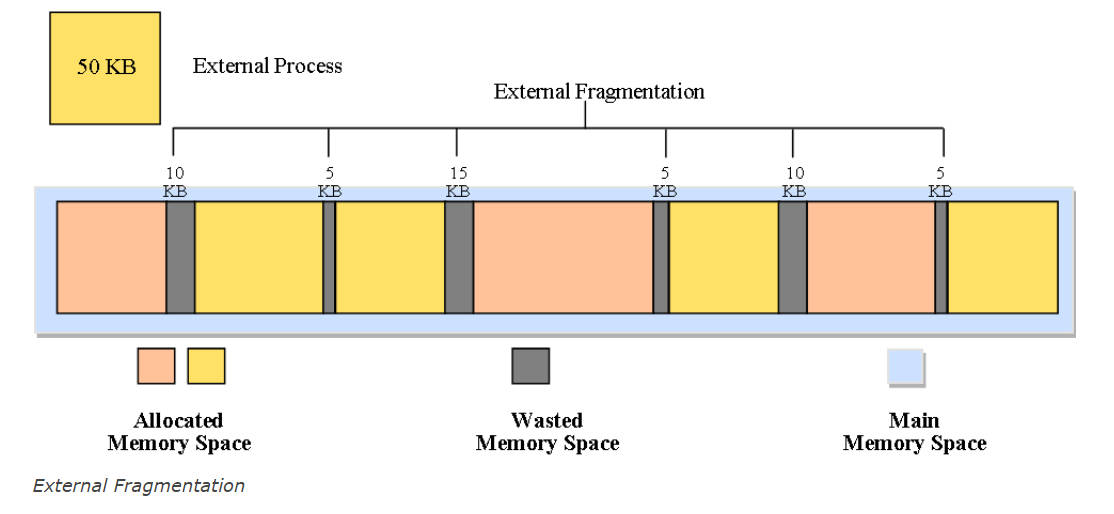 50 KB
External Process
External Fragmentation
10
KB
5
KB
15
KB
5
KB
10
KB
5
KB
Allocated
Memory Space
Wasted
Memory Space
Main
Memory Space
External Fragmentation